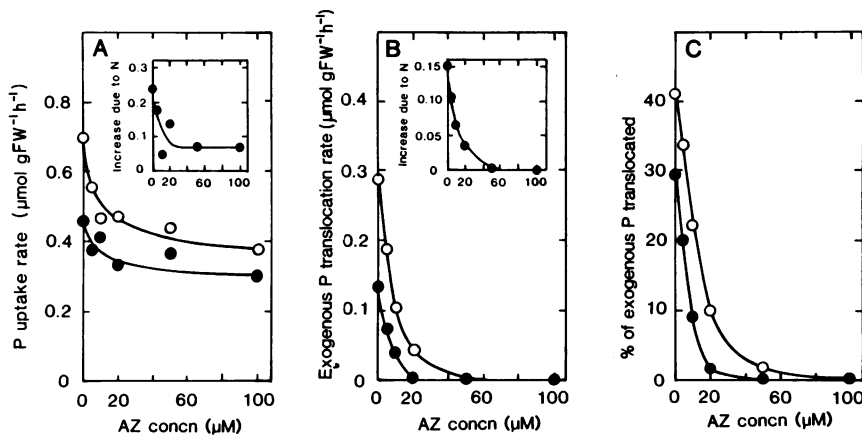 A
P uptake rate (μmol gFW⁻¹h⁻¹)
0.8
0.6
0.4
0.2
0
0 20 60 100
AZ concn (μM)
Increase due to N
0.3
0.2
0.1
0
0 20 60 100
B
Exogenous P translocation rate (μmol gFW⁻¹h⁻¹)
0.4
0.3
0.2
0.1
0
0 20 60 100
AZ concn (μM)
Increase due to N
0.15
0.10
0.05
0
0 20 60 100
C
% of exogenous P translocated
40
30
20
10
0
0 20 60 100
AZ concn (μM)